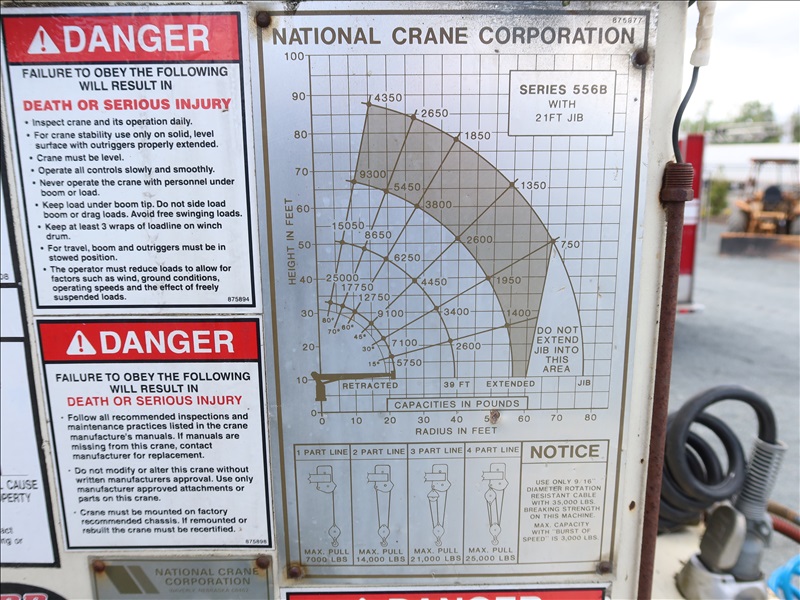 DANGER
FAILURE TO OBEY THE FOLLOWING
WILL RESULT IN
DEATH OR SERIOUS INJURY
• Inspect crane and its operation daily.
• For crane stability use only on solid, level
surface with outriggers properly extended.
• Crane must be level.
• Operate all controls slowly and smoothly.
• Never operate the crane with personnel under
boom or load.
• Keep load under boom tip. Do not side load
boom or drag loads. Avoid free swinging loads.
• Keep at least 3 wraps of loadline on winch
drum.
• For travel, boom and outriggers must be in
stowed position.
• The operator must reduce loads to allow for
factors such as wind, ground conditions,
operating speeds and the effect of freely
suspended loads.
875894
DANGER
FAILURE TO OBEY THE FOLLOWING
WILL RESULT IN
DEATH OR SERIOUS INJURY
· Follow all recommended inspections and
maintenance practices listed in the crane
manufacture's manuals. If manuals are
missing from this crane, contact
manufacturer for replacement.
· Do not modify or alter this crane without
written manufacturers approval. Use only
manufacturer approved attachments or
parts on this crane.
· Crane must be mounted on factory
recommended chassis. If remounted or
rebuilt the crane must be recertified.
875898
L CAUSE
PERTY
NATIONAL CRANE
CORPORATION
875877
NATIONAL CRANE CORPORATION
SERIES 556B
WITH
21FT JIB
HEIGHT IN FEET
100
90
80
70
60
50
40
30
20
10
0
4350
2650
1850
1350
750
9300
5450
3800
2600
1950
1400
15050
8650
6250
4450
3400
2600
25000
17750
12750
9100
7100
5750
80°
70°
60°
45°
30°
15°
DO NOT
EXTEND
JIB INTO
THIS
AREA
RETRACTED
39 FT
EXTENDED
JIB
CAPACITIES IN POUNDS
0 10 20 30 40 50 60 70 80
RADIUS IN FEET
1 PART LINE
MAX. PULL
7000 LBS
2 PART LINE
MAX. PULL
14,000 LBS
3 PART LINE
MAX. PULL
21,000 LBS
4 PART LINE
MAX. PULL
25,000 LBS
NOTICE
USE ONLY 9/16"
DIAMETER ROTATION
RESISTANT CABLE
WITH 35,000 LBS.
BREAKING STRENGTH
ON THIS MACHINE.
MAX. CAPACITY
WITH "BURST OF
SPEED" IS 3,000 LBS.